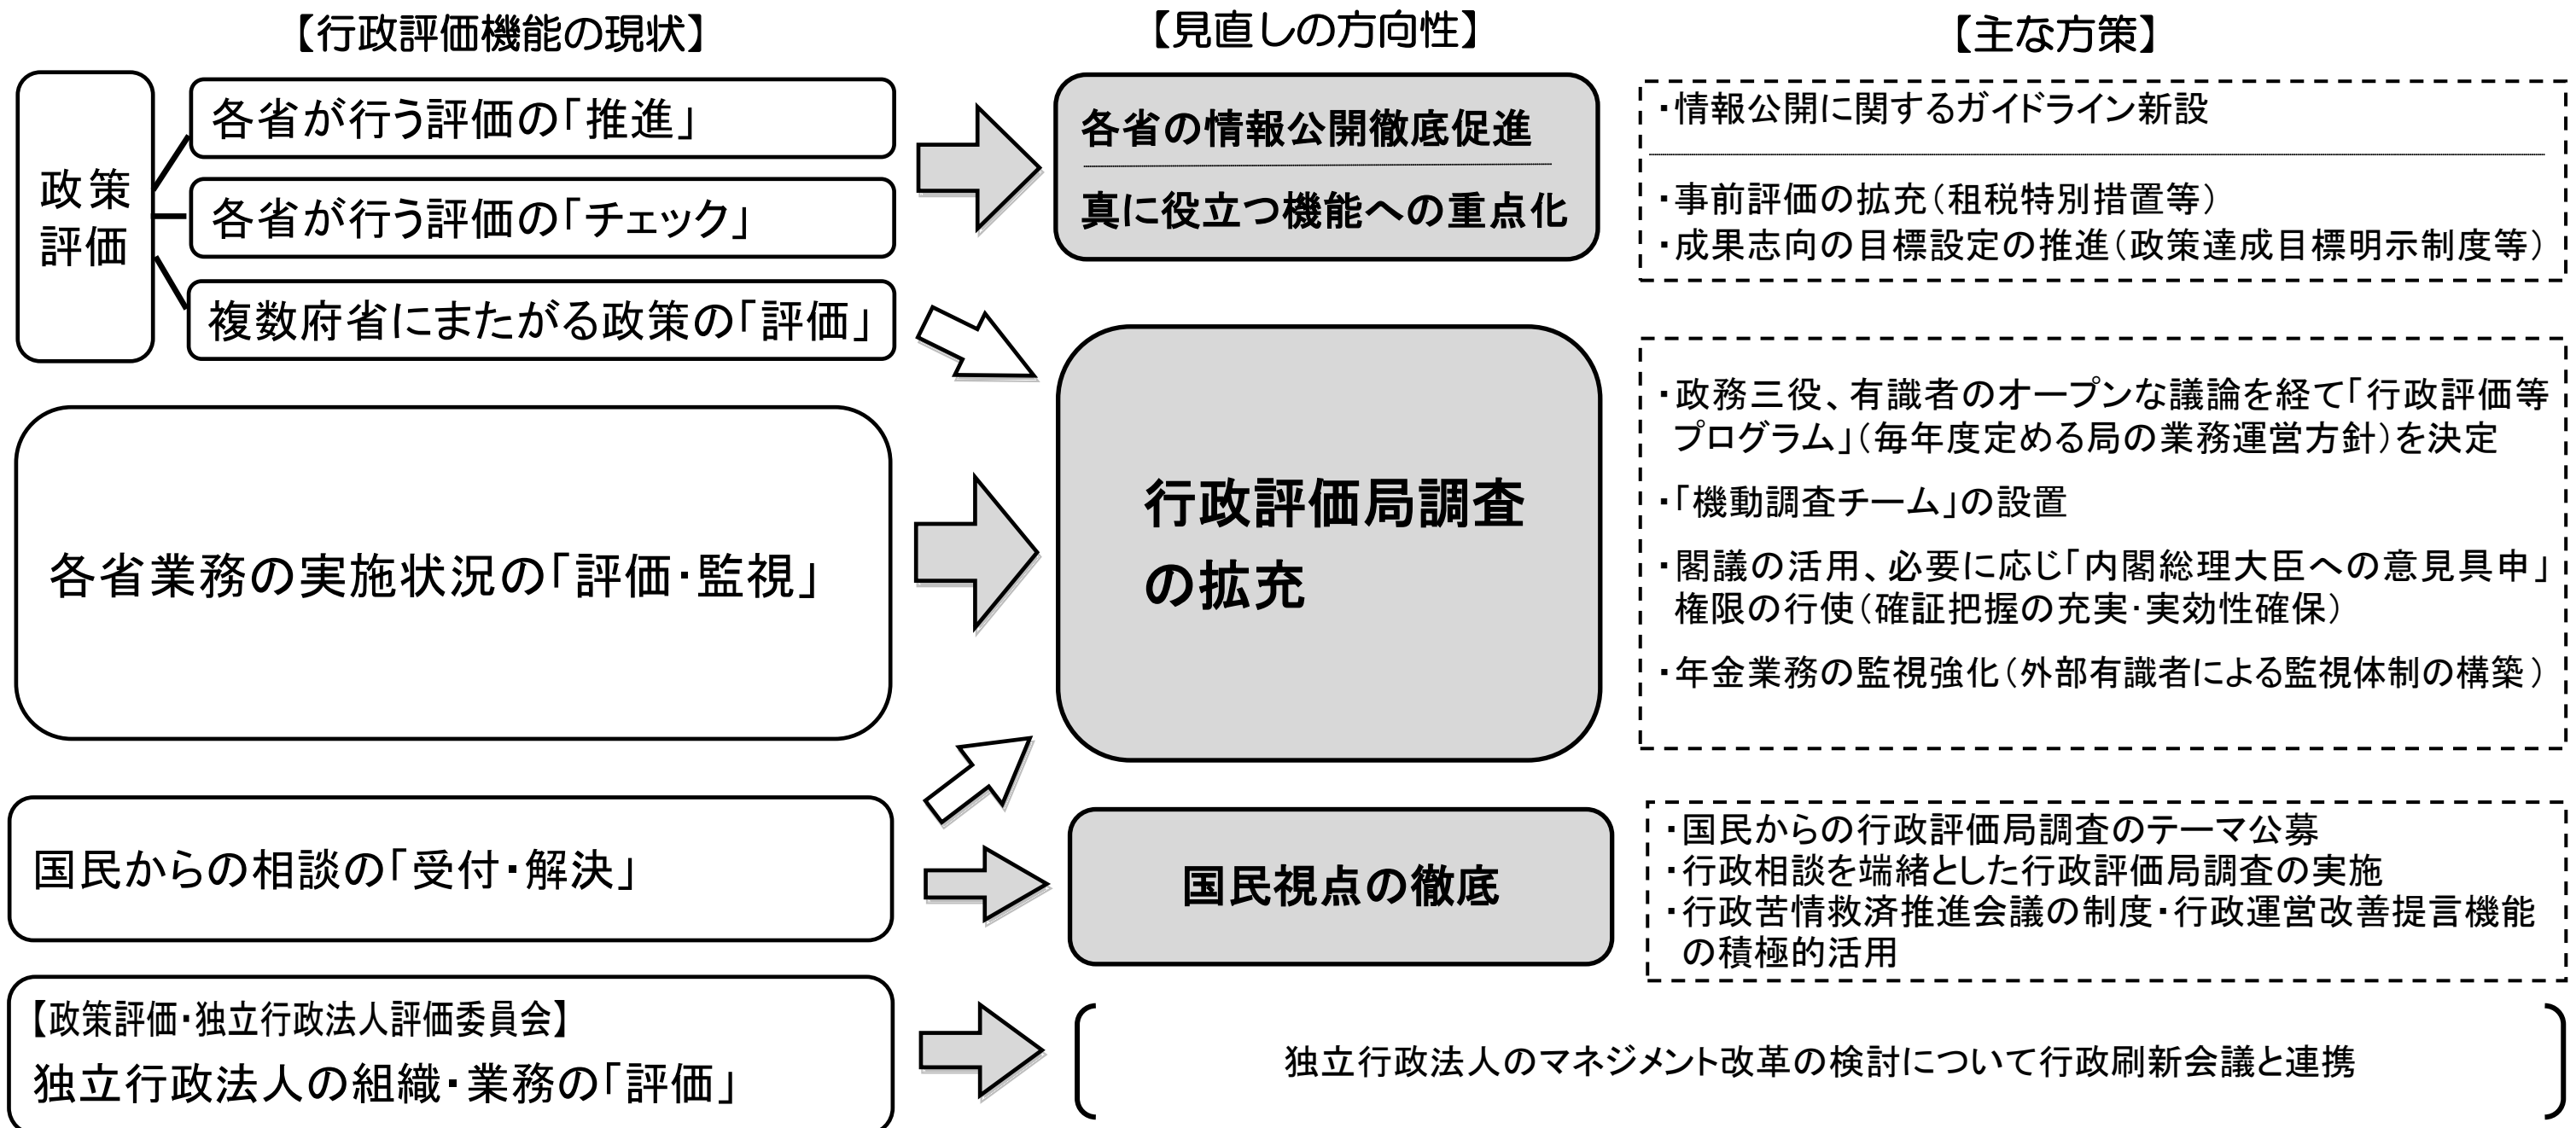 【行政評価機能の現状】
政策
評価
各省が行う評価の「推進」
各省が行う評価の「チェック」
複数府省にまたがる政策の「評価」
各省業務の実施状況の「評価・監視」
国民からの相談の「受付・解決」
【政策評価・独立行政法人評価委員会】
独立行政法人の組織・業務の「評価」
【見直しの方向性】
各省の情報公開徹底促進
真に役立つ機能への重点化
行政評価局調査
の拡充
国民視点の徹底
【主な方策】
・情報公開に関するガイドライン新設
・事前評価の拡充（租税特別措置等）
・成果志向の目標設定の推進（政策達成目標明示制度等）
・政務三役、有識者のオープンな議論を経て「行政評価等
プログラム」（毎年度定める局の業務運営方針）を決定
・「機動調査チーム」の設置
・閣議の活用、必要に応じ「内閣総理大臣への意見具申」
権限の行使（確証把握の充実・実効性確保）
・年金業務の監視強化（外部有識者による監視体制の構築）
・国民からの行政評価局調査のテーマ公募
・行政相談を端緒とした行政評価局調査の実施
・行政苦情救済推進会議の制度・行政運営改善提言機能
の積極的活用
独立行政法人のマネジメント改革の検討について行政刷新会議と連携